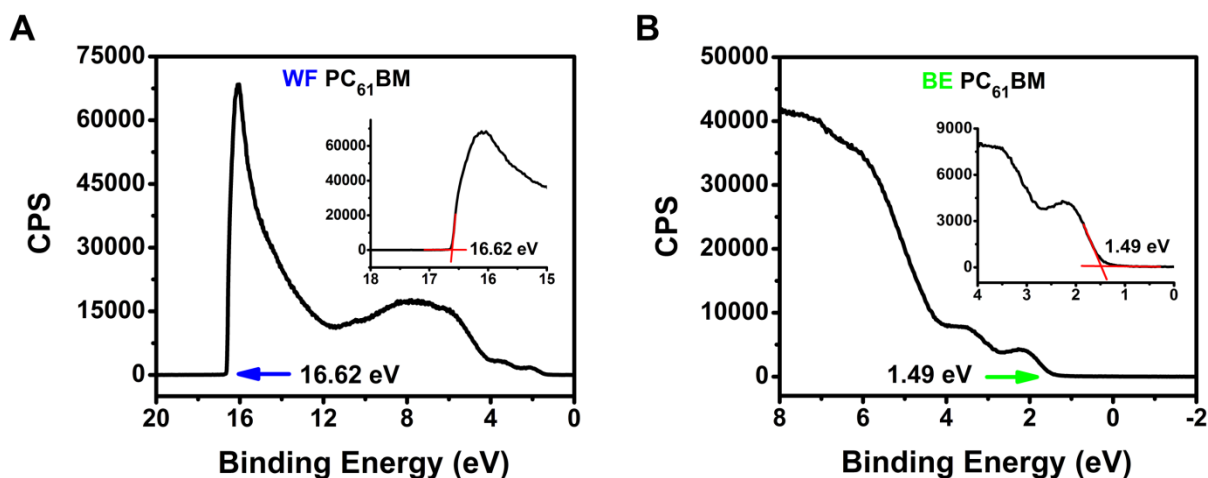 A
75000
60000
45000
30000
15000
0
CPS
WF PC₆₁BM
60000
40000
20000
0
16.62 eV
18 17 16 15
16.62 eV
20 16 12 8 4 0
Binding Energy (eV)
B
50000
40000
30000
20000
10000
0
CPS
BE PC₆₁BM
9000
6000
3000
0
1.49 eV
4 3 2 1 0
1.49 eV
8 6 4 2 0 -2
Binding Energy (eV)